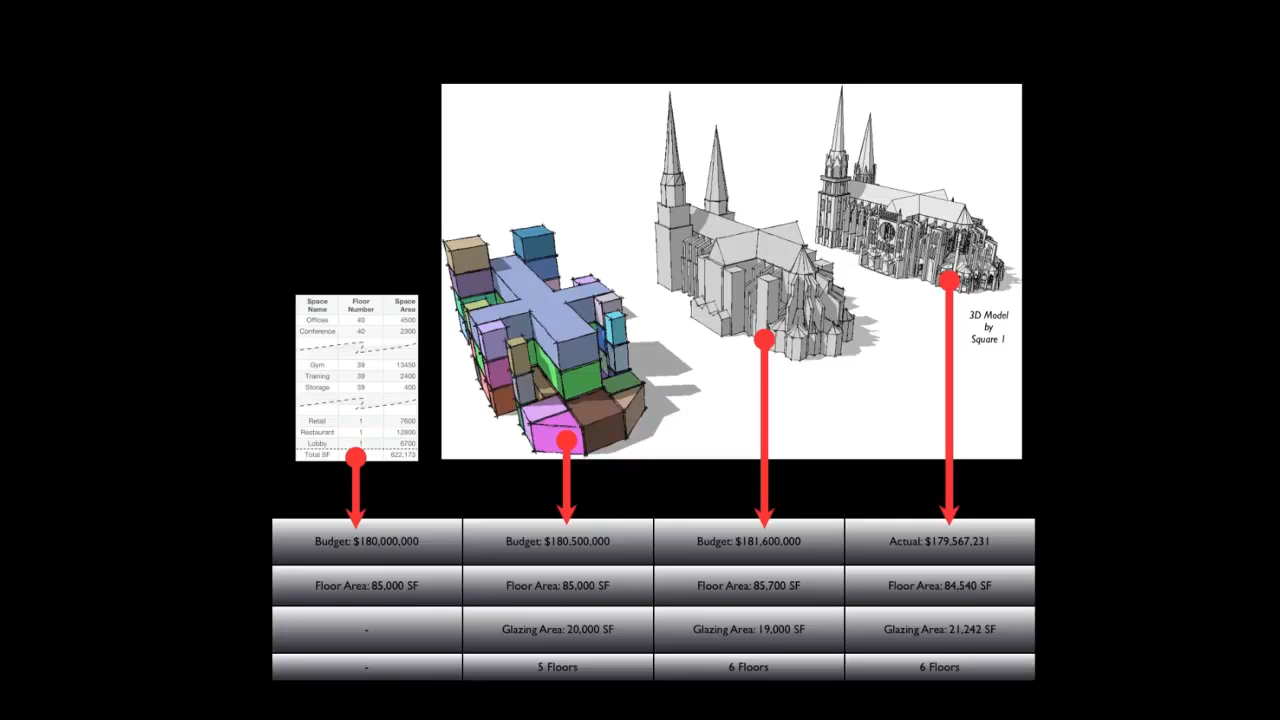 Space Name Floor Number Space Area
Offices 40 4500
Conference 40 2300
Gym 39 13450
Training 39 2400
Storage 39 400
Retail 1 7600
Restaurant 1 12800
Lobby 1 6700
Total SF 622,173
3D Model
by
Square 1
Budget: $180,000,000 Budget: $180,500,000 Budget: $181,600,000 Actual: $179,567,231
Floor Area: 85,000 SF Floor Area: 85,000 SF Floor Area: 85,700 SF Floor Area: 84,540 SF
- Glazing Area: 20,000 SF Glazing Area: 19,000 SF Glazing Area: 21,242 SF
- 5 Floors 6 Floors 6 Floors